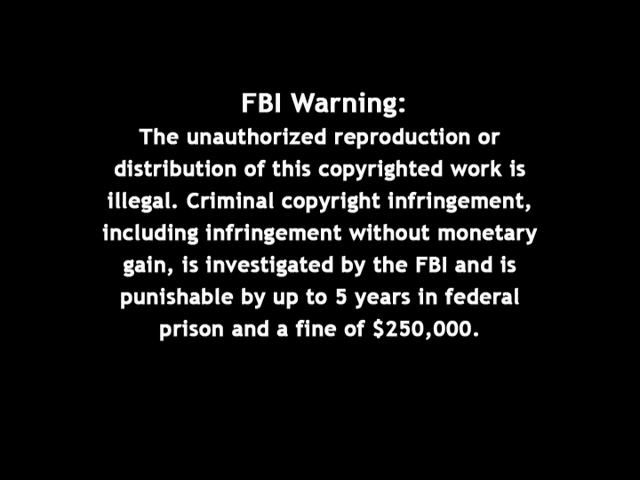 FBI Warning:
The unauthorized reproduction or
distribution of this copyrighted work is
illegal. Criminal copyright infringement,
including infringement without monetary
gain, is investigated by the FBI and is
punishable by up to 5 years in federal
prison and a fine of $250,000.